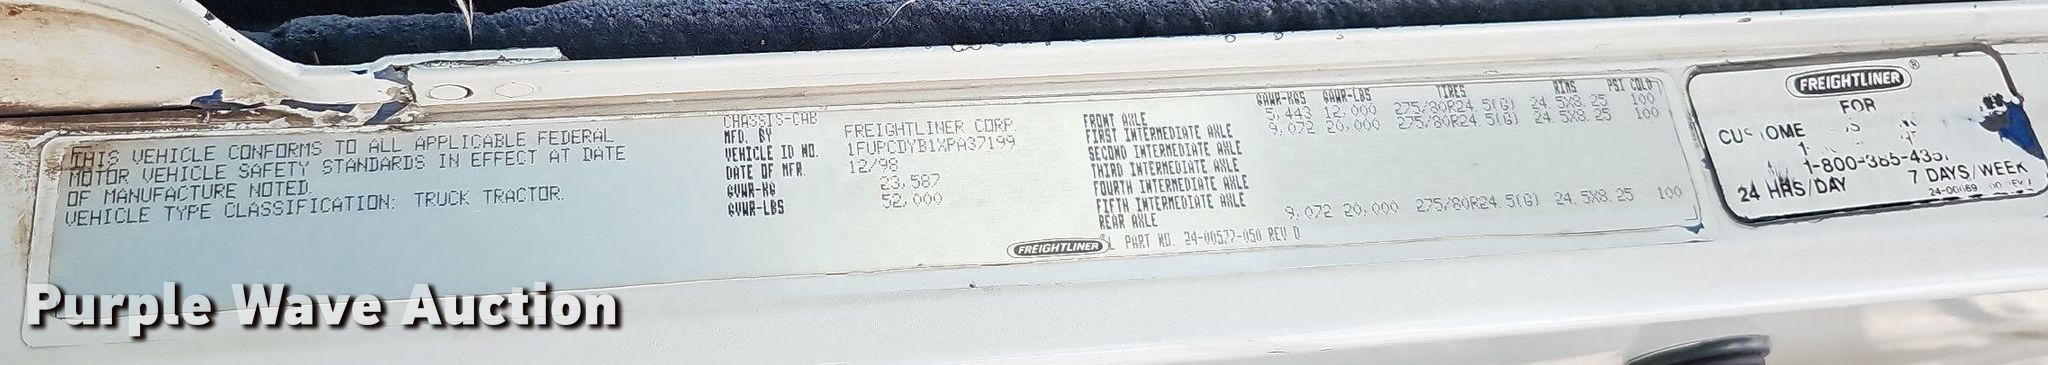 THIS VEHICLE CONFORMS TO ALL APPLICABLE FEDERAL
MOTOR VEHICLE SAFETY STANDARDS IN EFFECT AT DATE
OF MANUFACTURE NOTED.
VEHICLE TYPE CLASSIFICATION: TRUCK TRACTOR.
CHASSIS-CAB
MFD. BY FREIGHTLINER CORP.
VEHICLE ID NO. 1FUPCDYB1XPA37199
DATE OF MFR. 12/98
GVWR-KG 23,587
GVWR-LBS 52,000
GAWR-KGS GAWR-LBS TIRES RIMS PSI COLD
FRONT AXLE 5,443 12,000 275/80R24.5(G) 24.5X8.25 100
FIRST INTERMEDIATE AXLE 9,072 20,000 275/80R24.5(G) 24.5X8.25 100
SECOND INTERMEDIATE AXLE
THIRD INTERMEDIATE AXLE
FOURTH INTERMEDIATE AXLE
FIFTH INTERMEDIATE AXLE
REAR AXLE 9,072 20,000 275/80R24.5(G) 24.5X8.25 100
FREIGHTLINER PART NO. 24-00577-050 REV D
FREIGHTLINER®
FOR
24 HRS/DAY 7 DAYS/WEEK
Purple Wave Auction